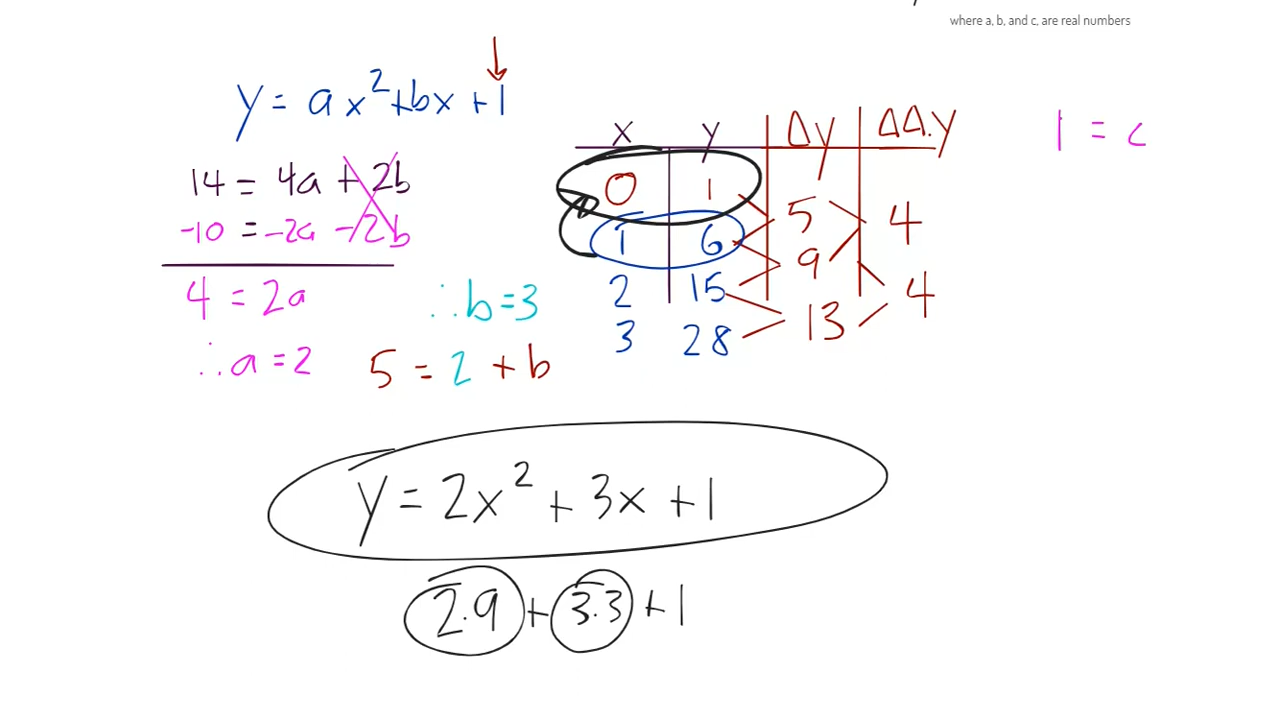 where a, b, and c, are real numbers
y = ax²+bx +1
x y Δy ΔΔy
1 = c
0 1
14 = 4a + 2b
5 4
-10 = -2a - 2b
1 6
9
4 = 2a
∴b=3
2 15
4
13
3 28
∴a=2
5 = 2 + b
y = 2x² + 3x +1
2.9 + 3.3 +1